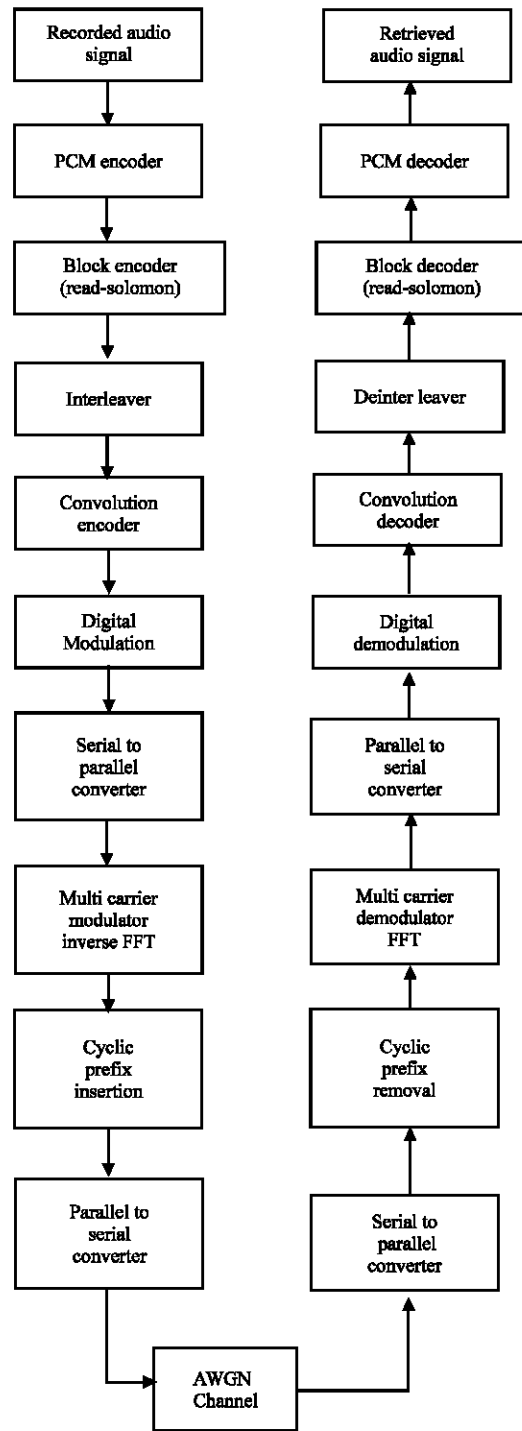 Recorded audio
signal
PCM encoder
Block encoder
(read-solomon)
Interleaver
Convolution
encoder
Digital
Modulation
Serial to
parallel
converter
Multi carrier
modulator
inverse FFT
Cyclic
prefix
insertion
Parallel to
serial
converter
AWGN
Channel
Serial to
parallel
converter
Cyclic
prefix
removal
Multi carrier
demodulator
FFT
Parallel to
serial
converter
Digital
demodulation
Convolution
decoder
Deinter leaver
Block decoder
(read-solomon)
PCM decoder
Retrieved
audio signal